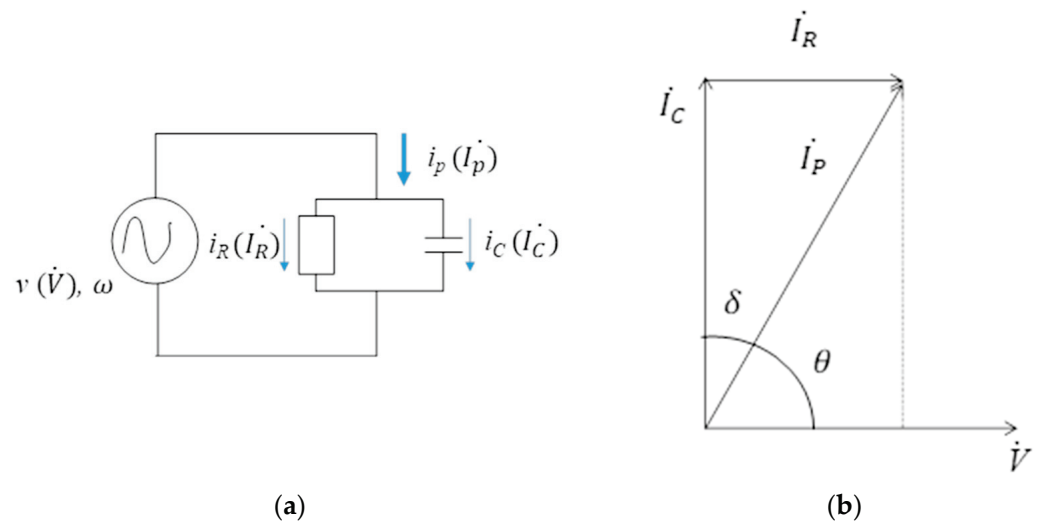 i_p(İ_p)
i_R(İ_R)
i_C(İ_C)
v (V̇), ω
(a)
İ_R
İ_C
İ_P
δ
θ
V̇
(b)